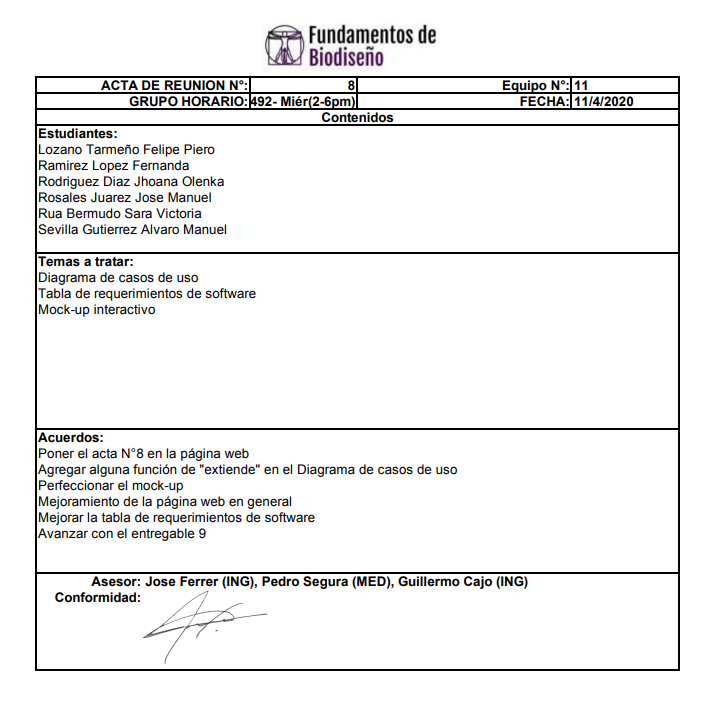 Fundamentos de
Biodiseño
ACTA DE REUNION N°: 8 Equipo N°: 11
GRUPO HORARIO: 492- Miér(2-6pm) FECHA: 11/4/2020
Contenidos
Estudiantes:
Lozano Tarmeño Felipe Piero
Ramirez Lopez Fernanda
Rodriguez Diaz Jhoana Olenka
Rosales Juarez Jose Manuel
Rua Bermudo Sara Victoria
Sevilla Gutierrez Alvaro Manuel
Temas a tratar:
Diagrama de casos de uso
Tabla de requerimientos de software
Mock-up interactivo
Acuerdos:
Poner el acta N°8 en la página web
Agregar alguna función de "extiende" en el Diagrama de casos de uso
Perfeccionar el mock-up
Mejoramiento de la página web en general
Mejorar la tabla de requerimientos de software
Avanzar con el entregable 9
Asesor: Jose Ferrer (ING), Pedro Segura (MED), Guillermo Cajo (ING)
Conformidad: